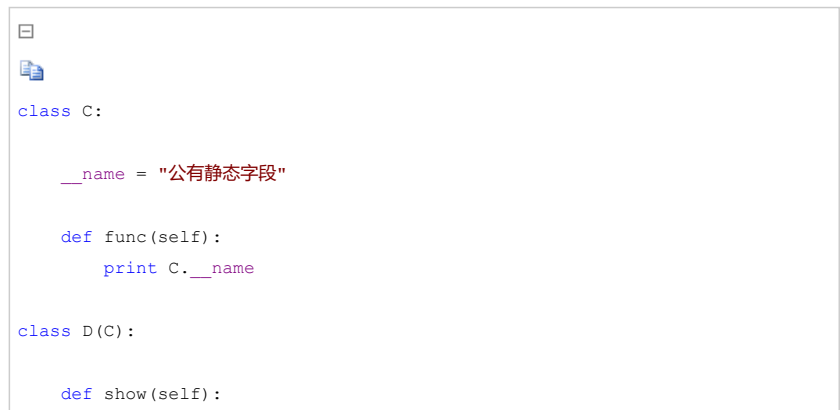 class C:
    __name = "公有静态字段"
    def func(self):
        print C.__name
class D(C):
    def show(self):